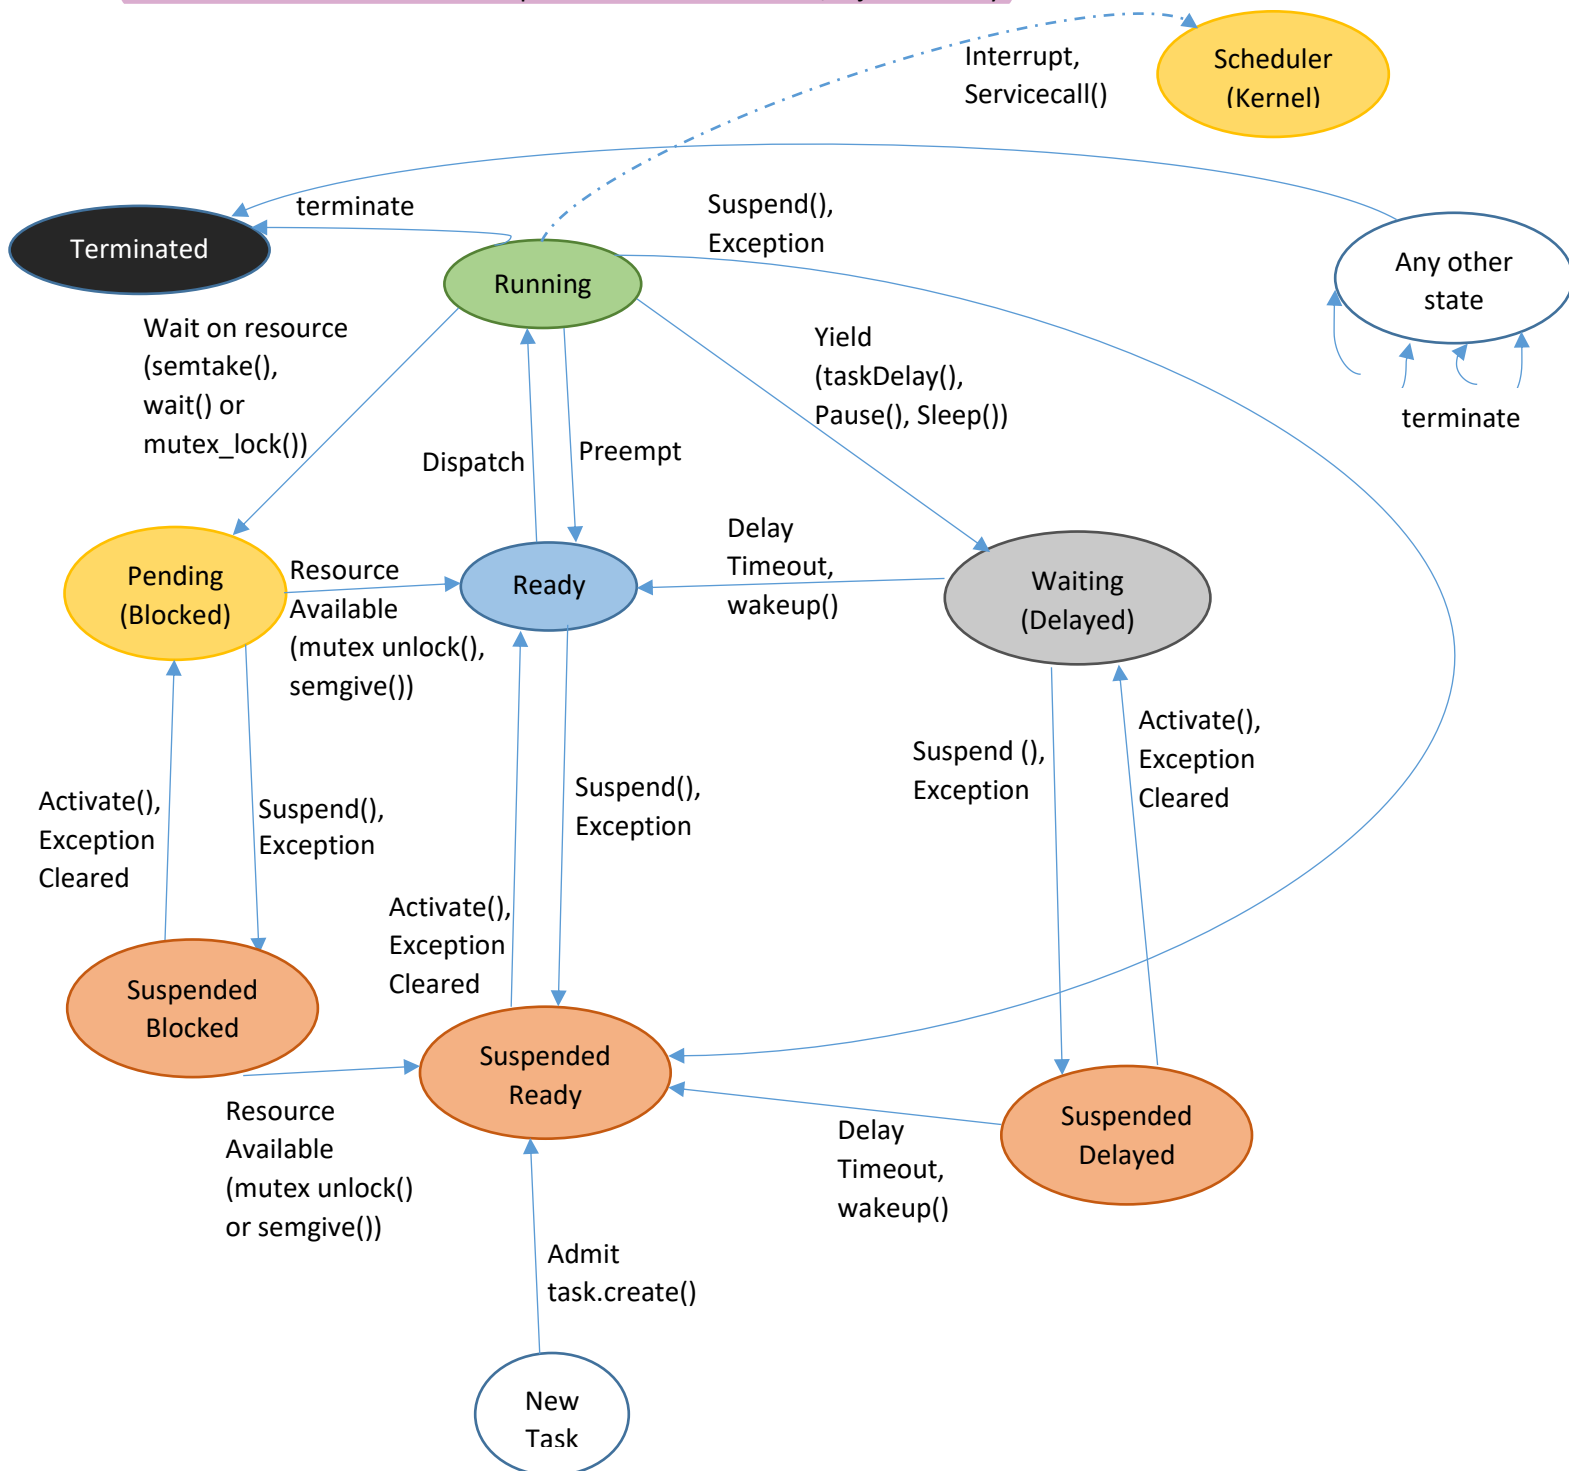 Interrupt,
Servicecall()
Scheduler
(Kernel)
terminate
Suspend(),
Exception
Terminated
Running
Any other
state
Wait on resource
(semtake(),
wait() or
mutex_lock())
Yield
(taskDelay(),
Pause(), Sleep())
terminate
Dispatch
Preempt
Delay
Timeout,
wakeup()
Pending
(Blocked)
Resource
Available
(mutex unlock(),
semgive())
Ready
Waiting
(Delayed)
Activate(),
Exception
Cleared
Suspend(),
Exception
Activate(),
Exception
Cleared
Suspend(),
Exception
Suspend (),
Exception
Activate(),
Exception
Cleared
Suspended
Blocked
Suspended
Ready
Suspended
Delayed
Resource
Available
(mutex unlock()
or semgive())
Delay
Timeout,
wakeup()
Admit
task.create()
New
Task